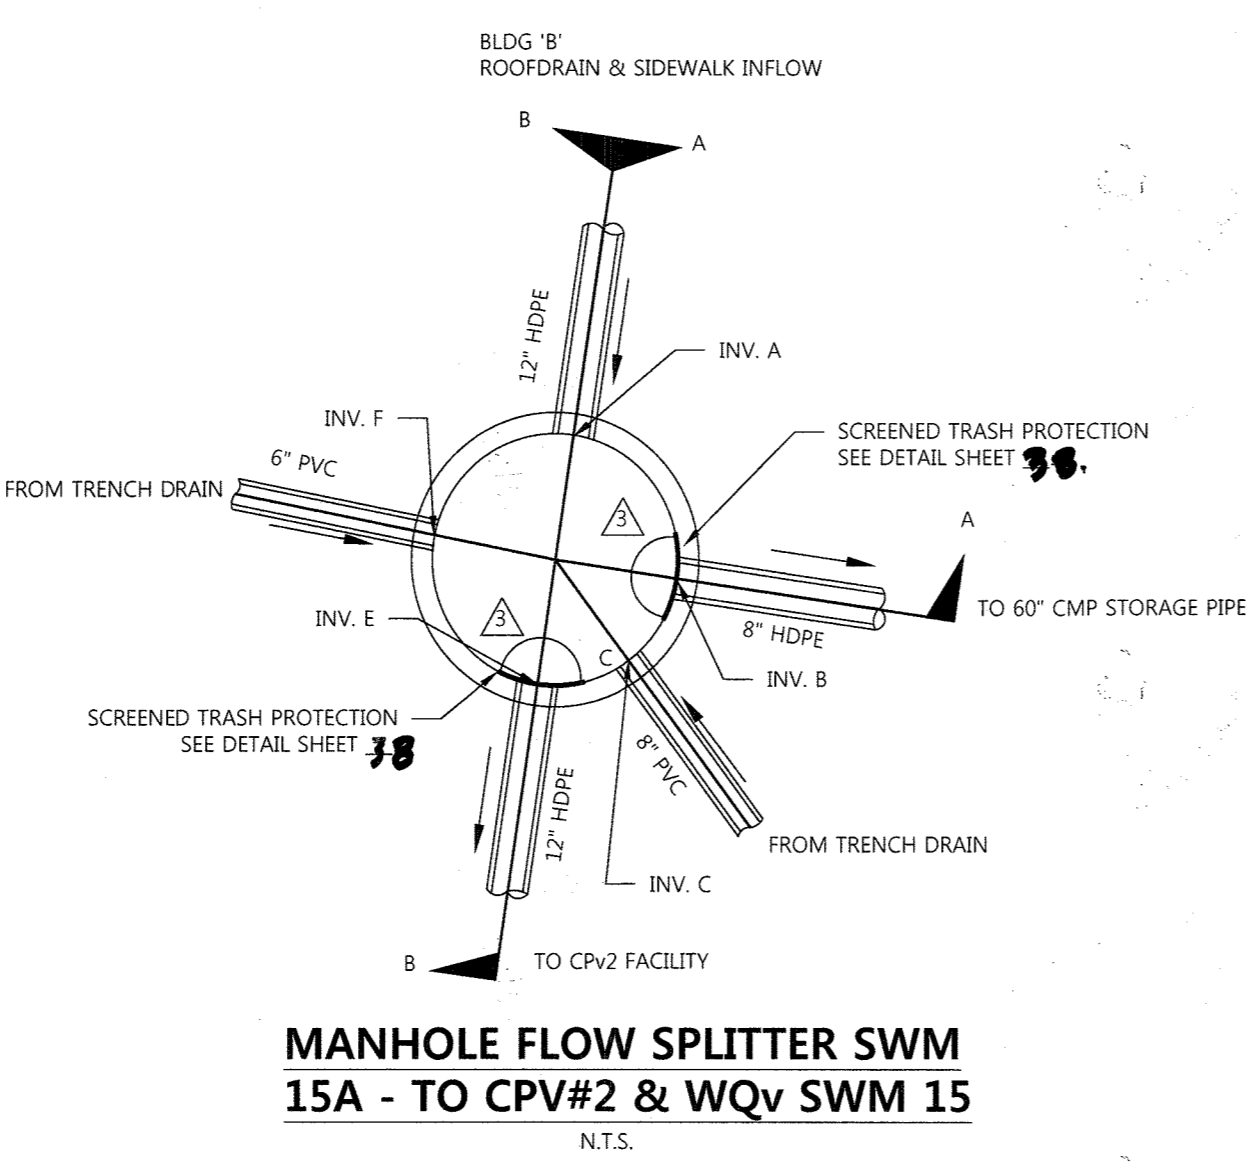 BLDG 'B'
ROOFDRAIN & SIDEWALK INFLOW
B
A
12" HDPE
INV. A
INV. F
SCREENED TRASH PROTECTION
SEE DETAIL SHEET 38.
6" PVC
FROM TRENCH DRAIN
3
A
INV. E
3
TO 60" CMP STORAGE PIPE
8" HDPE
C
INV. B
SCREENED TRASH PROTECTION
SEE DETAIL SHEET 38
8" PVC
12" HDPE
FROM TRENCH DRAIN
INV. C
B
TO CPv2 FACILITY
MANHOLE FLOW SPLITTER SWM
15A - TO CPV#2 & WQv SWM 15
N.T.S.